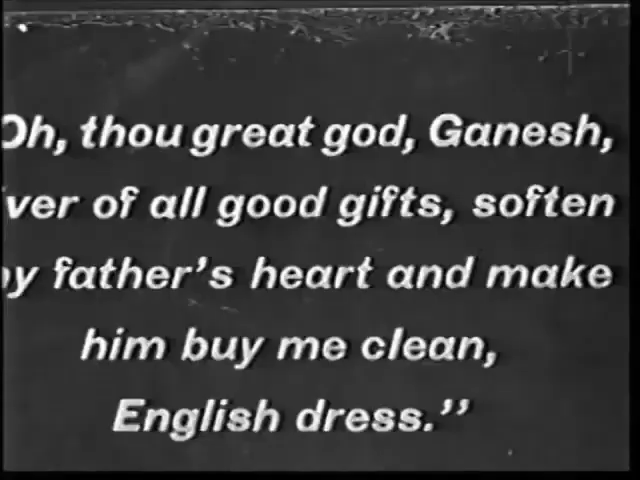 Oh, thou great god, Ganesh,
of all good gifts, soften
father's heart and make
him buy me clean,
English dress."